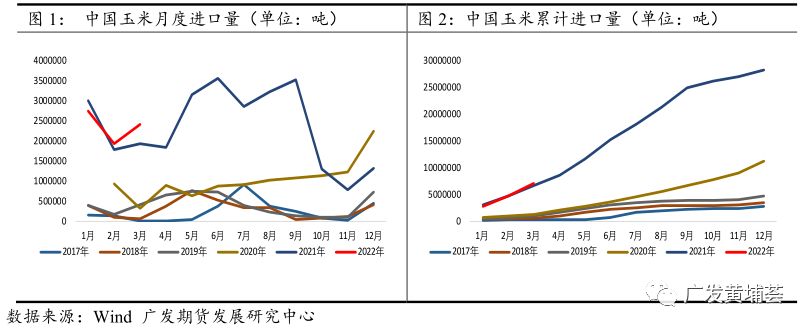 图 1： 中国玉米月度进口量（单位：吨）
4000000
3500000
3000000
2500000
2000000
1500000
1000000
500000
0
1月 2月 3月 4月 5月 6月 7月 8月 9月 10月 11月 12月
2017年 2018年 2019年 2020年 2021年 2022年
图 2：中国玉米累计进口量（单位：吨）
30000000
25000000
20000000
15000000
10000000
5000000
0
1月 2月 3月 4月 5月 6月 7月 8月 9月 10月 11月 12月
2017年 2018年 2019年 2020年 2021年 2022年
广发黄埔荟
数据来源：Wind 广发期货发展研究中心